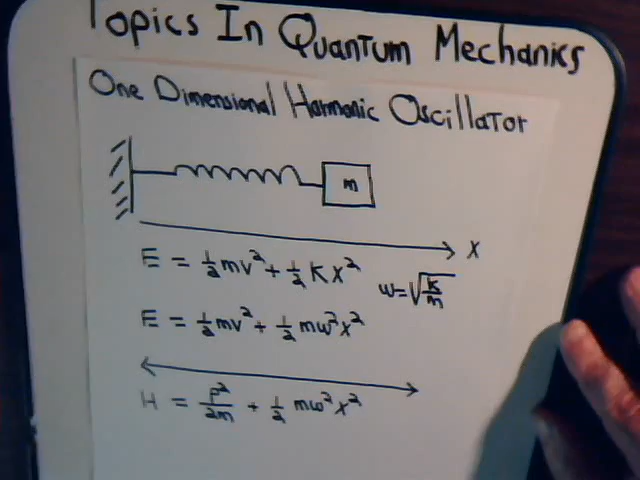 Topics In Quantum Mechanics
One Dimensional Harmonic Oscillator
m
x
E = ½mv² + ½Kx²
ω=√(k/m)
E = ½mv² + ½mω²x²
H = P²/2m + ½mω²x²